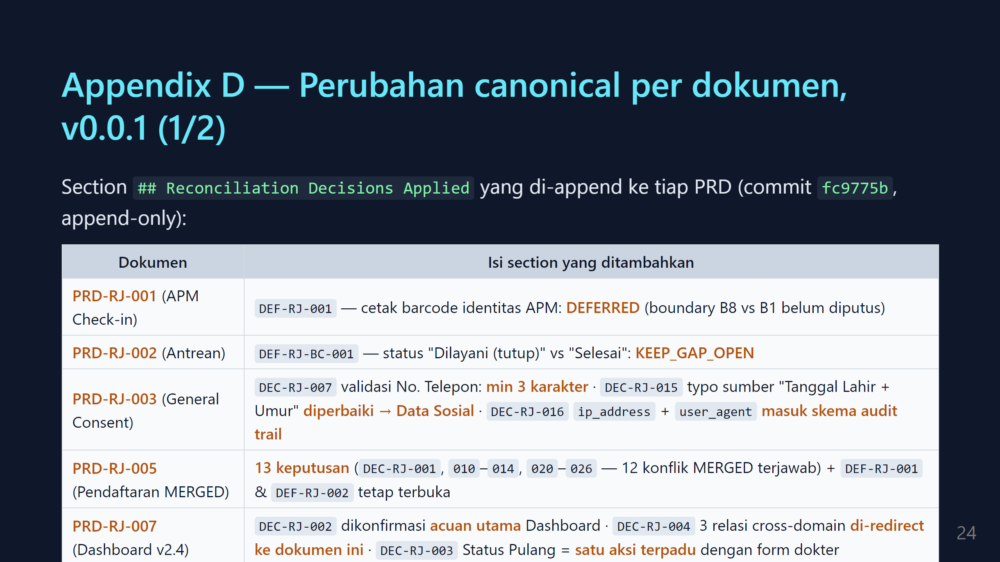 Appendix D — Perubahan canonical per dokumen,
v0.0.1 (1/2)
Section ## Reconciliation Decisions Applied yang di-append ke tiap PRD (commit fc9775b,
append-only):
Dokumen
Isi section yang ditambahkan
PRD-RJ-001 (APM
Check-in)
DEF-RJ-001 — cetak barcode identitas APM: DEFERRED (boundary B8 vs B1 belum diputus)
PRD-RJ-002 (Antrean)
DEF-RJ-BC-001 — status "Dilayani (tutup)" vs "Selesai": KEEP_GAP_OPEN
PRD-RJ-003 (General
Consent)
DEC-RJ-007 validasi No. Telepon: min 3 karakter · DEC-RJ-015 typo sumber "Tanggal Lahir +
Umur" diperbaiki → Data Sosial · DEC-RJ-016 ip_address + user_agent masuk skema audit
trail
PRD-RJ-005
(Pendaftaran MERGED)
13 keputusan (DEC-RJ-001, 010–014, 020–026 — 12 konflik MERGED terjawab) + DEF-RJ-001
& DEF-RJ-002 tetap terbuka
PRD-RJ-007
(Dashboard v2.4)
DEC-RJ-002 dikonfirmasi acuan utama Dashboard · DEC-RJ-004 3 relasi cross-domain di-redirect
ke dokumen ini · DEC-RJ-003 Status Pulang = satu aksi terpadu dengan form dokter
24